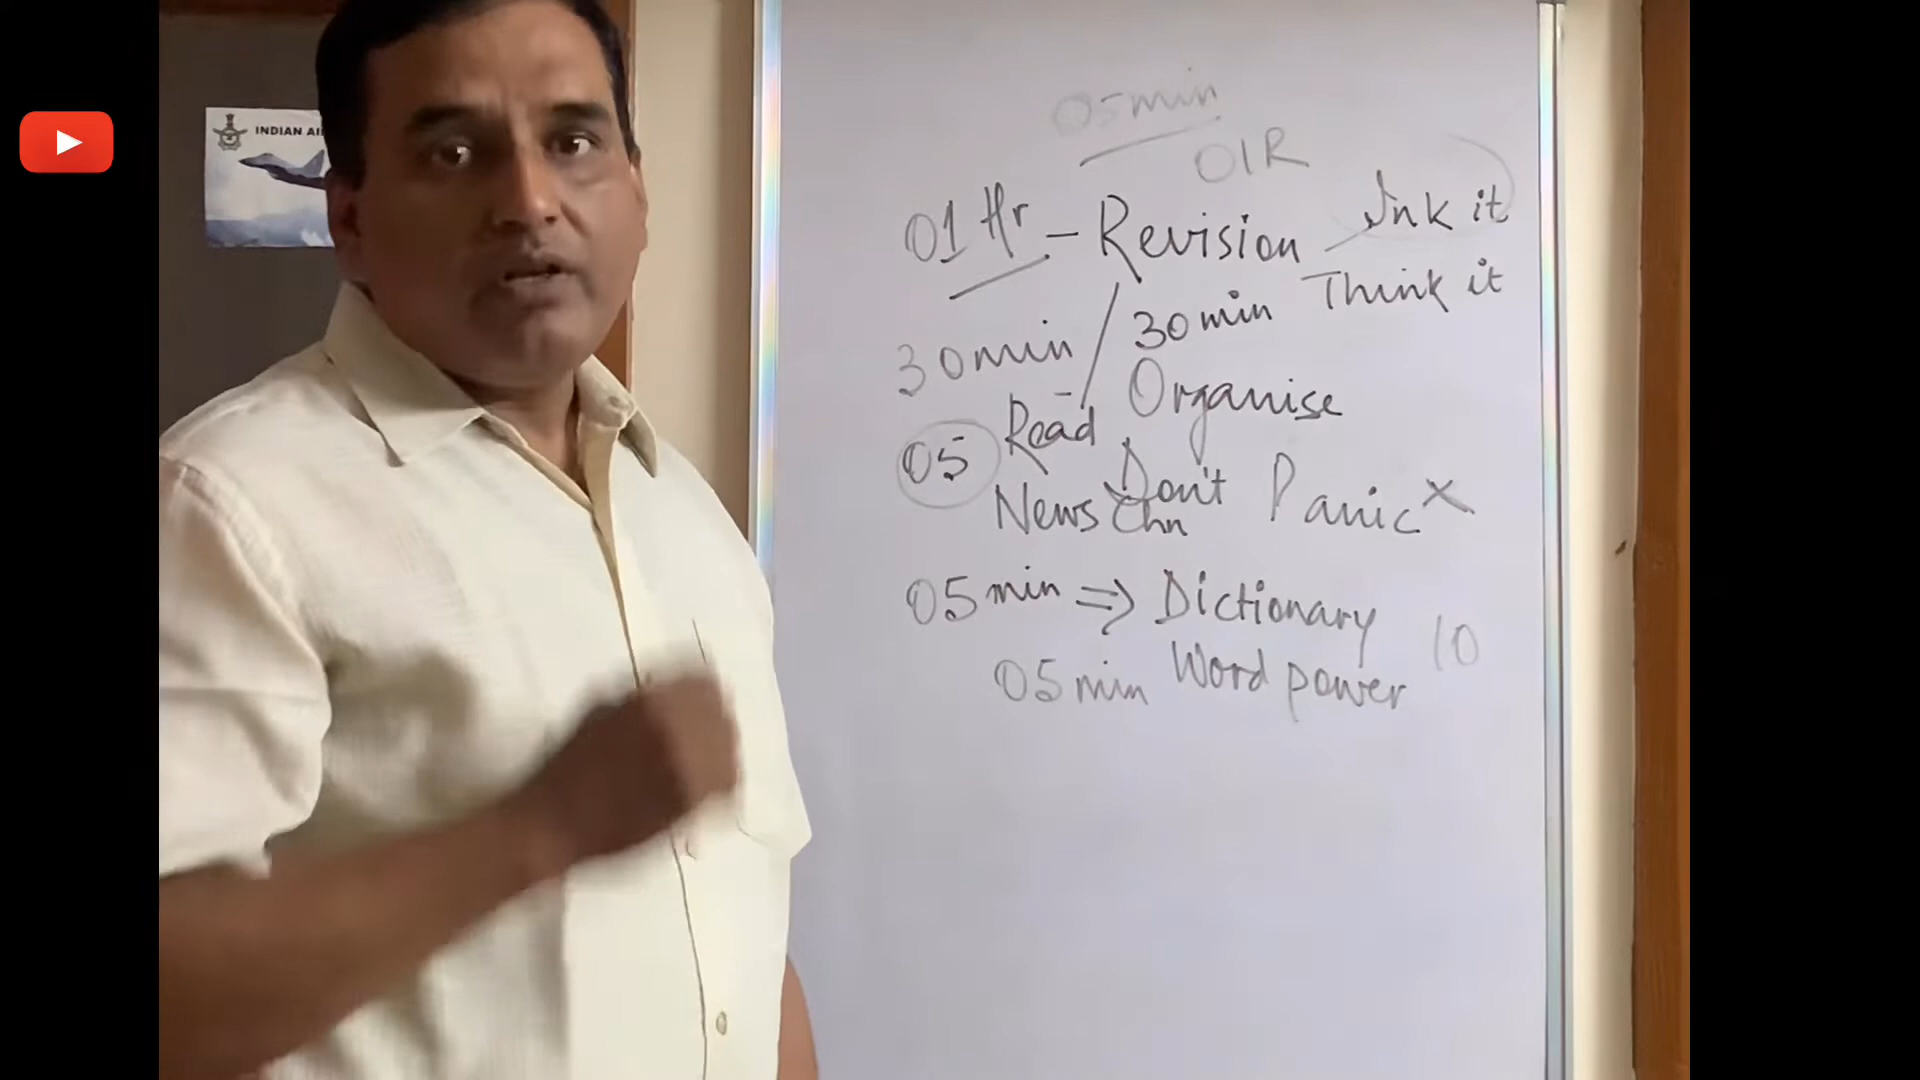 INDIAN AI
05 min
OIR
01 Hr - Revision - Ink it
Think it
30 min / 30 min
Read Organise
05
Don't Panic ×
News Chn
05 min ⇒ Dictionary
10
05 min Word power